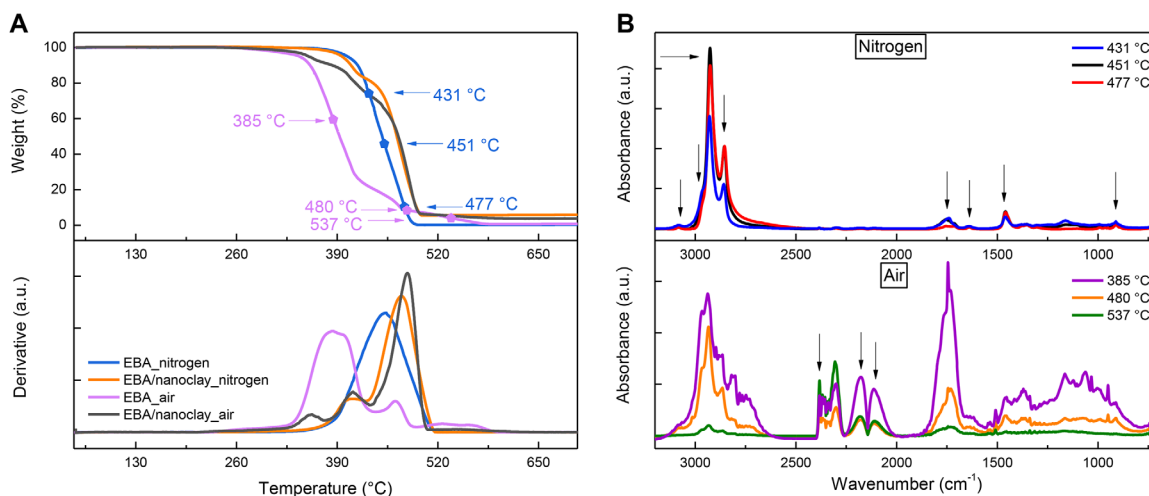 A
Weight (%)
100
80
60
40
20
0
385 °C
431 °C
451 °C
477 °C
480 °C
537 °C
130 260 390 520 650
Derivative (a.u.)
EBA_nitrogen
EBA/nanoclay_nitrogen
EBA_air
EBA/nanoclay_air
130 260 390 520 650
Temperature (°C)
B
Absorbance (a.u.)
Nitrogen
431 °C
451 °C
477 °C
3000 2500 2000 1500 1000
Absorbance (a.u.)
Air
385 °C
480 °C
537 °C
3000 2500 2000 1500 1000
Wavenumber (cm⁻¹)